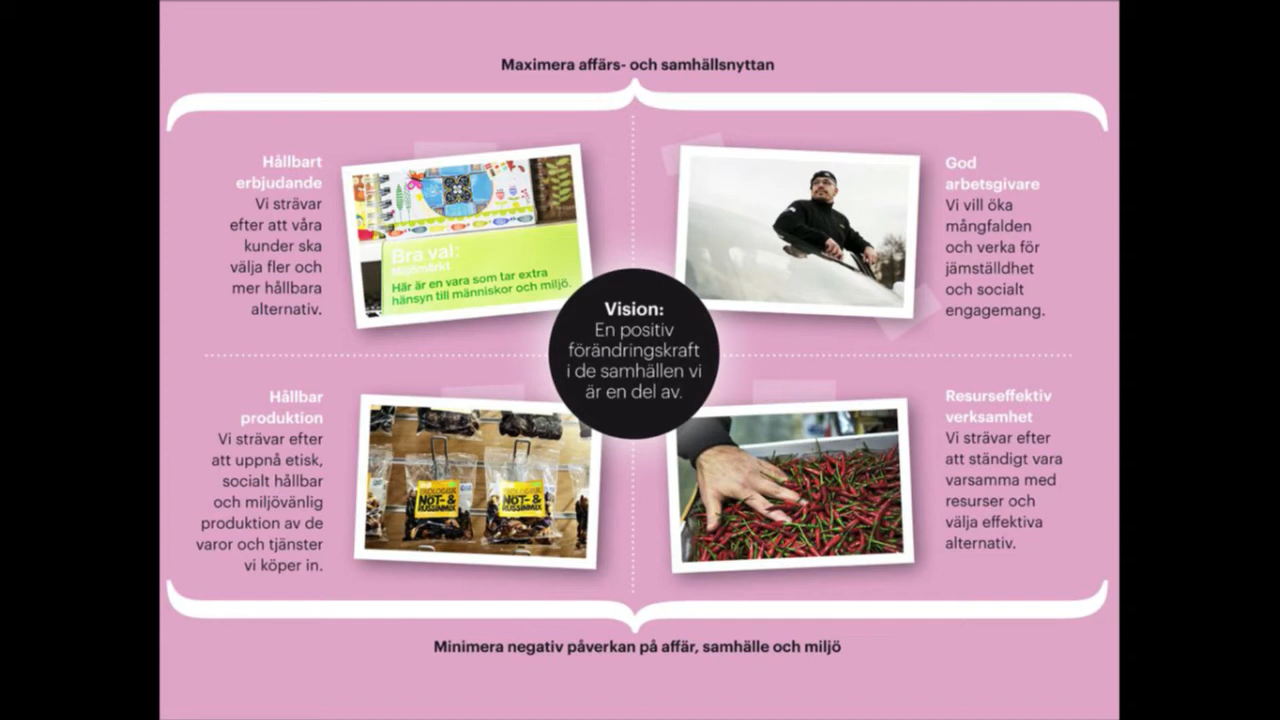 Maximera affärs- och samhällsnyttan
Hållbart
erbjudande
Vi strävar
efter att våra
kunder ska
välja fler och
mer hållbara
alternativ.
Bra val:
Miljömärkt
Här är en vara som tar extra
hänsyn till människor och miljö.
God
arbetsgivare
Vi vill öka
mångfalden
och verka för
jämställdhet
och socialt
engagemang.
Vision:
En positiv
förändringskraft
i de samhällen vi
är en del av.
Hållbar
produktion
Vi strävar efter
att uppnå etisk,
socialt hållbar
och miljövänlig
produktion av de
varor och tjänster
vi köper in.
EKOLOGISK
NÖT- &
RUSSINMIX
EKOLOGISK
NÖT- &
RUSSINMIX
Resurseffektiv
verksamhet
Vi strävar efter
att ständigt vara
varsamma med
resurser och
välja effektiva
alternativ.
Minimera negativ påverkan på affär, samhälle och miljö